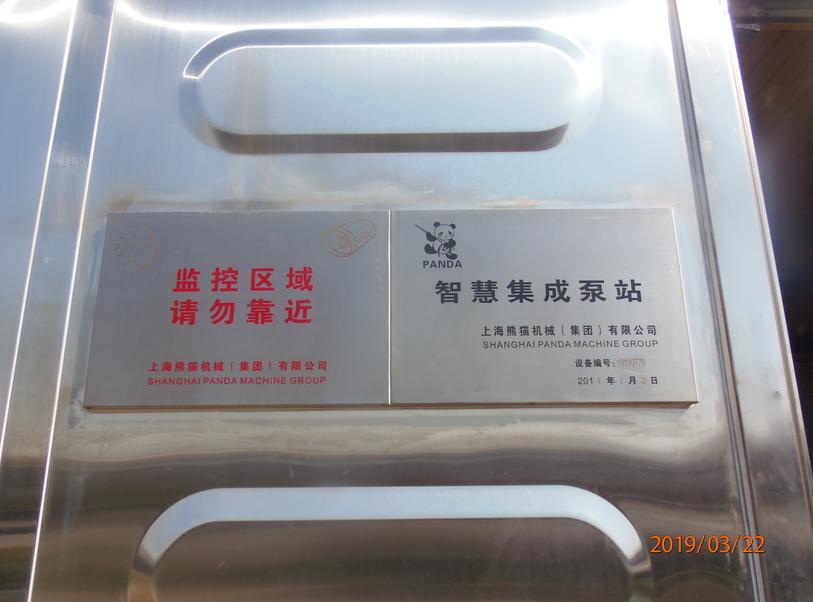 监控区域
请勿靠近
上海熊猫机械(集团)有限公司
SHANGHAI PANDA MACHINE GROUP
PANDA
智慧集成泵站
上海熊猫机械(集团)有限公司
SHANGHAI PANDA MACHINE GROUP
设备编号:
201 年 月 日
2019/03/22